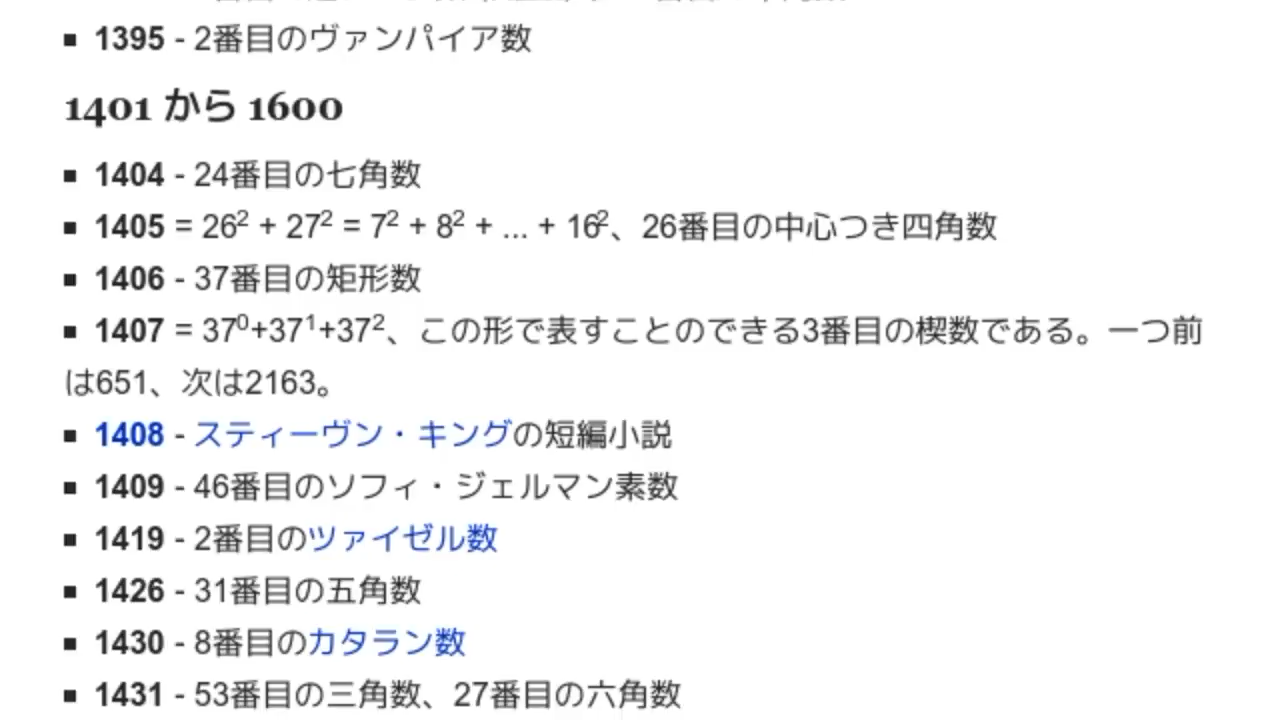 ■ 1395 - 2番目のヴァンパイア数
1401 から 1600
■ 1404 - 24番目の七角数
■ 1405 = 26² + 27² = 7² + 8² + ... + 16²、26番目の中心つき四角数
■ 1406 - 37番目の矩形数
■ 1407 = 37⁰+37¹+37²、この形で表すことのできる3番目の楔数である。一つ前
は651、次は2163。
■ 1408 - スティーヴン・キングの短編小説
■ 1409 - 46番目のソフィ・ジェルマン素数
■ 1419 - 2番目のツァイゼル数
■ 1426 - 31番目の五角数
■ 1430 - 8番目のカタラン数
■ 1431 - 53番目の三角数、27番目の六角数